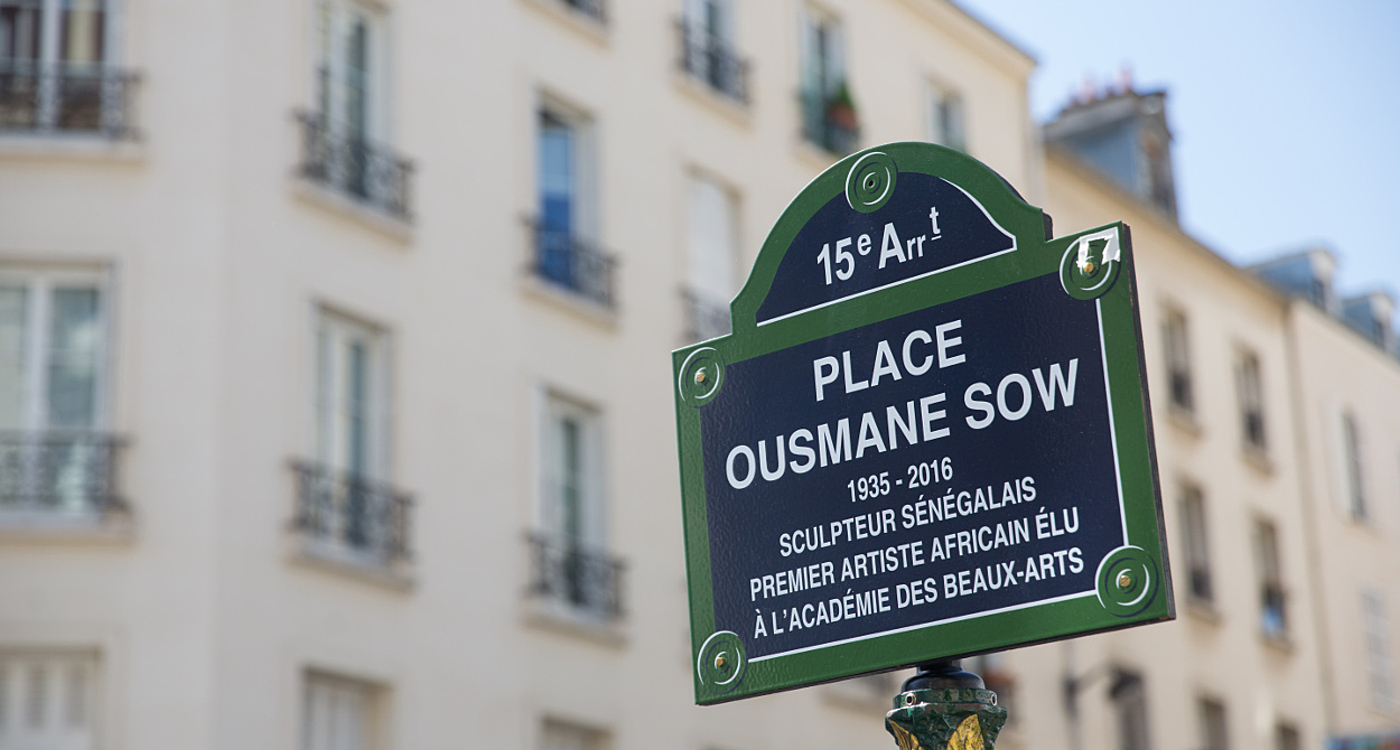 15e Arrt
PLACE
OUSMANE SOW
1935 - 2016
SCULPTEUR SÉNÉGALAIS
PREMIER ARTISTE AFRICAIN ÉLU
À L'ACADÉMIE DES BEAUX-ARTS